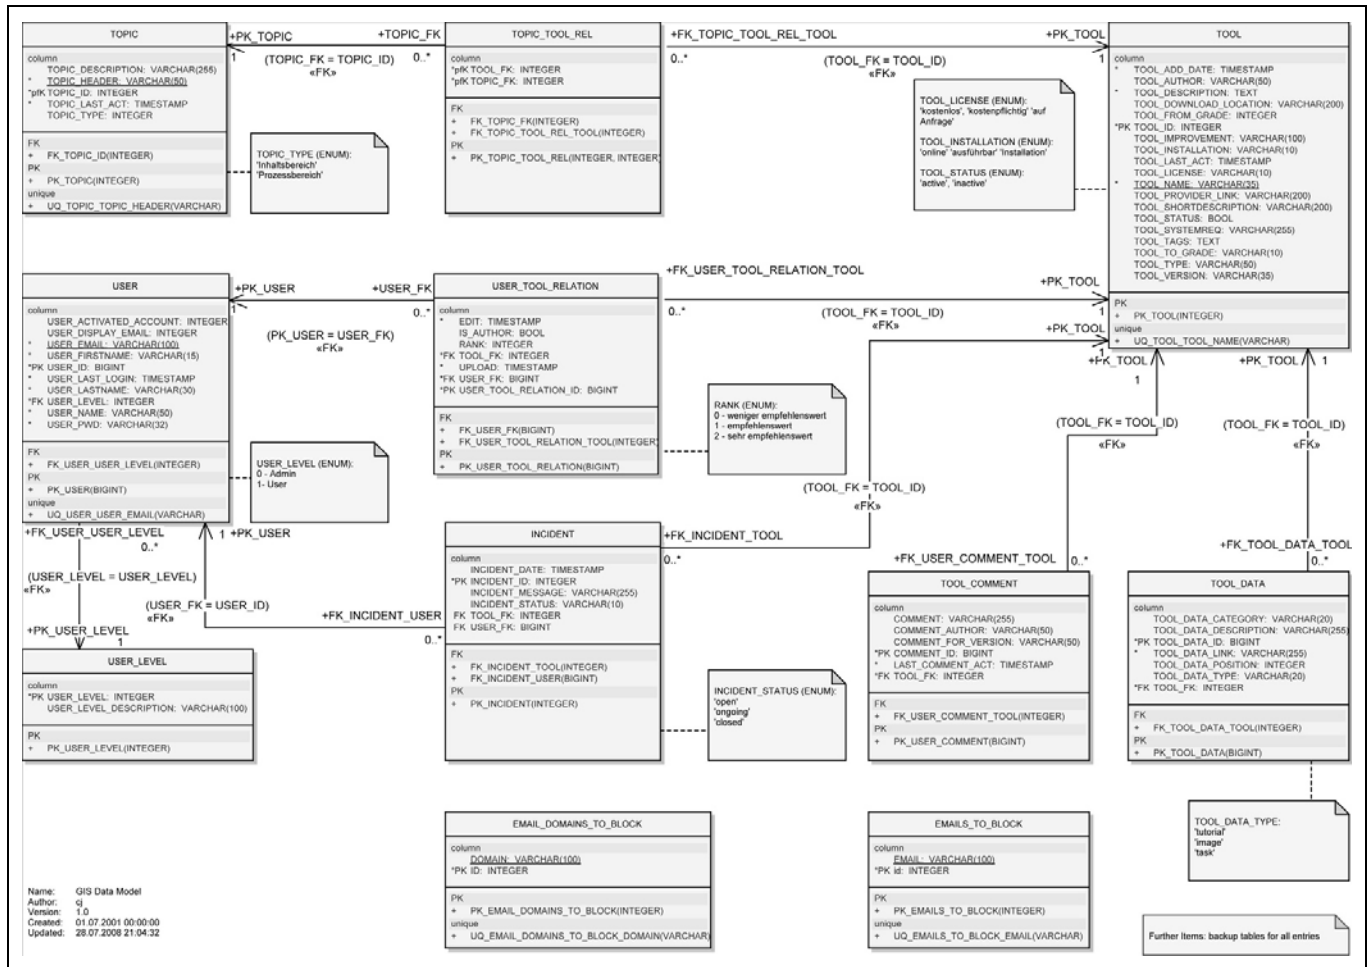 TOPIC
column
TOPIC_DESCRIPTION: VARCHAR(255)
* TOPIC_HEADER: VARCHAR(50)
*pfK TOPIC_ID: INTEGER
* TOPIC_LAST_ACT: TIMESTAMP
TOPIC_TYPE: INTEGER
FK
+ FK_TOPIC_ID(INTEGER)
PK
+ PK_TOPIC(INTEGER)
unique
+ UQ_TOPIC_TOPIC_HEADER(VARCHAR)
+PK_TOPIC
+TOPIC_FK
1
0..*
(TOPIC_FK = TOPIC_ID)
«FK»
TOPIC_TYPE (ENUM):
'Inhaltsbereich'
'Prozessbereich'
TOPIC_TOOL_REL
column
*pfK TOOL_FK: INTEGER
*pfK TOPIC_FK: INTEGER
FK
+ FK_TOPIC_FK(INTEGER)
+ FK_TOPIC_TOOL_REL_TOOL(INTEGER)
PK
+ PK_TOPIC_TOOL_REL(INTEGER, INTEGER)
+FK_TOPIC_TOOL_REL_TOOL
+PK_TOOL
0..*
1
(TOOL_FK = TOOL_ID)
«FK»
TOOL_LICENSE (ENUM):
'kostenlos', 'kostenpflichtig' 'auf
Anfrage'
TOOL_INSTALLATION (ENUM):
'online' 'ausführbar' 'Installation'
TOOL_STATUS (ENUM):
'active', 'inactive'
TOOL
column
* TOOL_ADD_DATE: TIMESTAMP
TOOL_AUTHOR: VARCHAR(50)
* TOOL_DESCRIPTION: TEXT
TOOL_DOWNLOAD_LOCATION: VARCHAR(200)
TOOL_FROM_GRADE: INTEGER
*PK TOOL_ID: INTEGER
TOOL_IMPROVEMENT: VARCHAR(100)
TOOL_INSTALLATION: VARCHAR(10)
TOOL_LAST_ACT: TIMESTAMP
TOOL_LICENSE: VARCHAR(10)
* TOOL_NAME: VARCHAR(35)
TOOL_PROVIDER_LINK: VARCHAR(200)
TOOL_SHORTDESCRIPTION: VARCHAR(200)
TOOL_STATUS: BOOL
TOOL_SYSTEMREQ: VARCHAR(255)
TOOL_TAGS: TEXT
TOOL_TO_GRADE: VARCHAR(10)
TOOL_TYPE: VARCHAR(50)
TOOL_VERSION: VARCHAR(35)
PK
+ PK_TOOL(INTEGER)
unique
+ UQ_TOOL_TOOL_NAME(VARCHAR)
USER
column
USER_ACTIVATED_ACCOUNT: INTEGER
USER_DISPLAY_EMAIL: INTEGER
* USER_EMAIL: VARCHAR(100)
* USER_FIRSTNAME: VARCHAR(15)
*PK USER_ID: BIGINT
* USER_LAST_LOGIN: TIMESTAMP
* USER_LASTNAME: VARCHAR(30)
*FK USER_LEVEL: INTEGER
* USER_NAME: VARCHAR(50)
* USER_PWD: VARCHAR(32)
FK
+ FK_USER_USER_LEVEL(INTEGER)
PK
+ PK_USER(BIGINT)
unique
+ UQ_USER_USER_EMAIL(VARCHAR)
+PK_USER
+USER_FK
1
0..*
(PK_USER = USER_FK)
«FK»
USER_LEVEL (ENUM):
0 - Admin
1- User
USER_TOOL_RELATION
column
* EDIT: TIMESTAMP
IS_AUTHOR: BOOL
RANK: INTEGER
*FK TOOL_FK: INTEGER
* UPLOAD: TIMESTAMP
*FK USER_FK: BIGINT
*PK USER_TOOL_RELATION_ID: BIGINT
FK
+ FK_USER_FK(BIGINT)
+ FK_USER_TOOL_RELATION_TOOL(INTEGER)
PK
+ PK_USER_TOOL_RELATION(BIGINT)
+FK_USER_TOOL_RELATION_TOOL
+PK_TOOL
0..*
1
(TOOL_FK = TOOL_ID)
«FK»
RANK (ENUM):
0 - weniger empfehlenswert
1 - empfehlenswert
2 - sehr empfehlenswert
+PK_TOOL
1
+PK_TOOL
1
+PK_TOOL
1
(TOOL_FK = TOOL_ID)
«FK»
(TOOL_FK = TOOL_ID)
«FK»
(TOOL_FK = TOOL_ID)
«FK»
+FK_USER_USER_LEVEL
0..*
1
+PK_USER
(USER_LEVEL = USER_LEVEL)
«FK»
(USER_FK = USER_ID)
«FK»
+PK_USER_LEVEL
1
+FK_INCIDENT_USER
0..*
USER_LEVEL
column
*PK USER_LEVEL: INTEGER
USER_LEVEL_DESCRIPTION: VARCHAR(100)
PK
+ PK_USER_LEVEL(INTEGER)
INCIDENT
column
INCIDENT_DATE: TIMESTAMP
*PK INCIDENT_ID: INTEGER
INCIDENT_MESSAGE: VARCHAR(255)
INCIDENT_STATUS: VARCHAR(10)
FK TOOL_FK: INTEGER
FK USER_FK: BIGINT
FK
+ FK_INCIDENT_TOOL(INTEGER)
+ FK_INCIDENT_USER(BIGINT)
PK
+ PK_INCIDENT(INTEGER)
+FK_INCIDENT_TOOL
0..*
INCIDENT_STATUS (ENUM):
'open'
'ongoing'
'closed'
+FK_USER_COMMENT_TOOL
0..*
TOOL_COMMENT
column
COMMENT: VARCHAR(255)
COMMENT_AUTHOR: VARCHAR(50)
COMMENT_FOR_VERSION: VARCHAR(50)
*PK COMMENT_ID: BIGINT
* LAST_COMMENT_ACT: TIMESTAMP
*FK TOOL_FK: INTEGER
FK
+ FK_USER_COMMENT_TOOL(INTEGER)
PK
+ PK_USER_COMMENT(BIGINT)
+FK_TOOL_DATA_TOOL
0..*
TOOL_DATA
column
TOOL_DATA_CATEGORY: VARCHAR(20)
TOOL_DATA_DESCRIPTION: VARCHAR(255)
*PK TOOL_DATA_ID: BIGINT
* TOOL_DATA_LINK: VARCHAR(255)
TOOL_DATA_POSITION: INTEGER
TOOL_DATA_TYPE: VARCHAR(20)
*FK TOOL_FK: INTEGER
FK
+ FK_TOOL_DATA_TOOL(INTEGER)
PK
+ PK_TOOL_DATA(BIGINT)
TOOL_DATA_TYPE:
'tutorial'
'image'
'task'
EMAIL_DOMAINS_TO_BLOCK
column
DOMAIN: VARCHAR(100)
*PK ID: INTEGER
PK
+ PK_EMAIL_DOMAINS_TO_BLOCK(INTEGER)
unique
+ UQ_EMAIL_DOMAINS_TO_BLOCK_DOMAIN(VARCHAR)
EMAILS_TO_BLOCK
column
EMAIL: VARCHAR(100)
*PK id: INTEGER
PK
+ PK_EMAILS_TO_BLOCK(INTEGER)
unique
+ UQ_EMAILS_TO_BLOCK_EMAIL(VARCHAR)
Name: GIS Data Model
Author: cj
Version: 1.0
Created: 01.07.2001 00:00:00
Updated: 28.07.2008 21:04:32
Further Items: backup tables for all entries